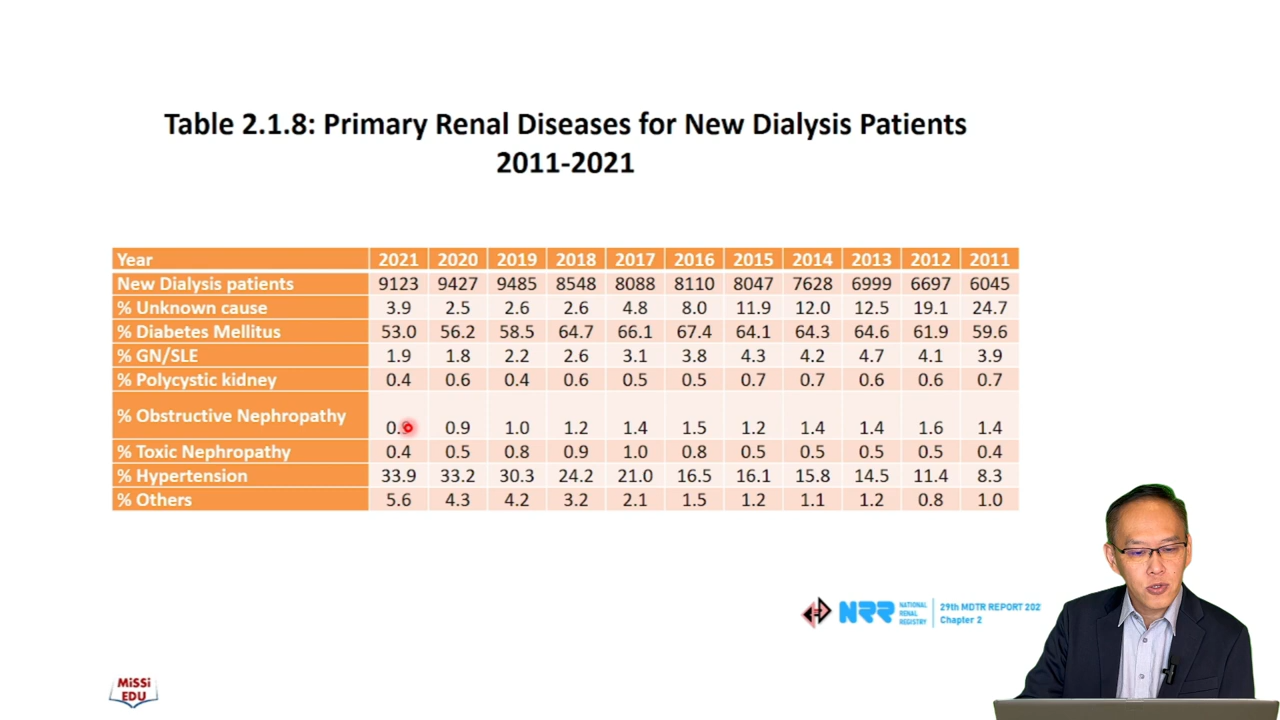 Table 2.1.8: Primary Renal Diseases for New Dialysis Patients
2011-2021
Year 2021 2020 2019 2018 2017 2016 2015 2014 2013 2012 2011
New Dialysis patients 9123 9427 9485 8548 8088 8110 8047 7628 6999 6697 6045
% Unknown cause 3.9 2.5 2.6 2.6 4.8 8.0 11.9 12.0 12.5 19.1 24.7
% Diabetes Mellitus 53.0 56.2 58.5 64.7 66.1 67.4 64.1 64.3 64.6 61.9 59.6
% GN/SLE 1.9 1.8 2.2 2.6 3.1 3.8 4.3 4.2 4.7 4.1 3.9
% Polycystic kidney 0.4 0.6 0.4 0.6 0.5 0.5 0.7 0.7 0.6 0.6 0.7
% Obstructive Nephropathy 0.9 1.0 1.2 1.4 1.5 1.2 1.4 1.4 1.6 1.4
% Toxic Nephropathy 0.4 0.5 0.8 0.9 1.0 0.8 0.5 0.5 0.5 0.5 0.4
% Hypertension 33.9 33.2 30.3 24.2 21.0 16.5 16.1 15.8 14.5 11.4 8.3
% Others 5.6 4.3 4.2 3.2 2.1 1.5 1.2 1.1 1.2 0.8 1.0
NRR
NATIONAL
RENAL
REGISTRY
29th MDTR REPORT 202
Chapter 2
MiSSi
EDU